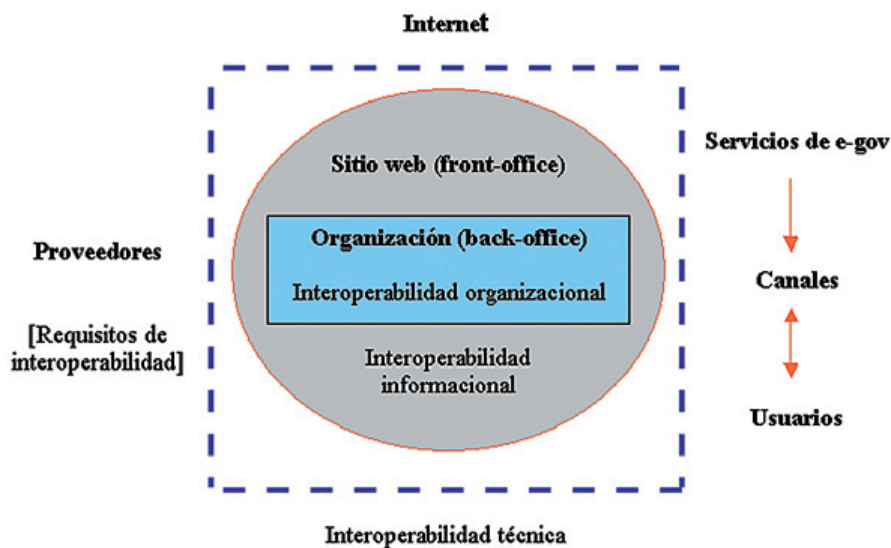 Internet
Servicios de e-gov
Sitio web (front-office)
Organización (back-office)
Proveedores
Interoperabilidad organizacional
Canales
[Requisitos de
interoperabilidad]
Interoperabilidad
informacional
Usuarios
Interoperabilidad técnica